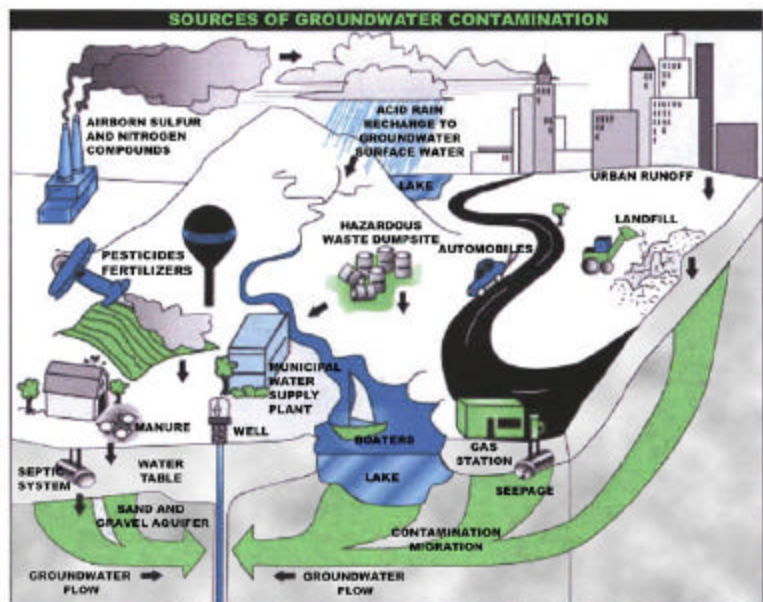 SOURCES OF GROUNDWATER CONTAMINATION
AIRBORN SULFUR
AND NITROGEN
COMPOUNDS
ACID RAIN
RECHARGE TO
GROUNDWATER
SURFACE WATER
LAKE
URBAN RUNOFF
LANDFILL
HAZARDOUS
WASTE DUMPSITE
AUTOMOBILES
PESTICIDES
FERTILIZERS
MUNICIPAL
WATER
SUPPLY
PLANT
MANURE
WELL
BOATERS
GAS
STATION
SEPTIC
SYSTEM
WATER
TABLE
LAKE
SEEPAGE
SAND AND
GRAVEL AQUIFER
CONTAMINATION
MIGRATION
GROUNDWATER
FLOW
GROUNDWATER
FLOW